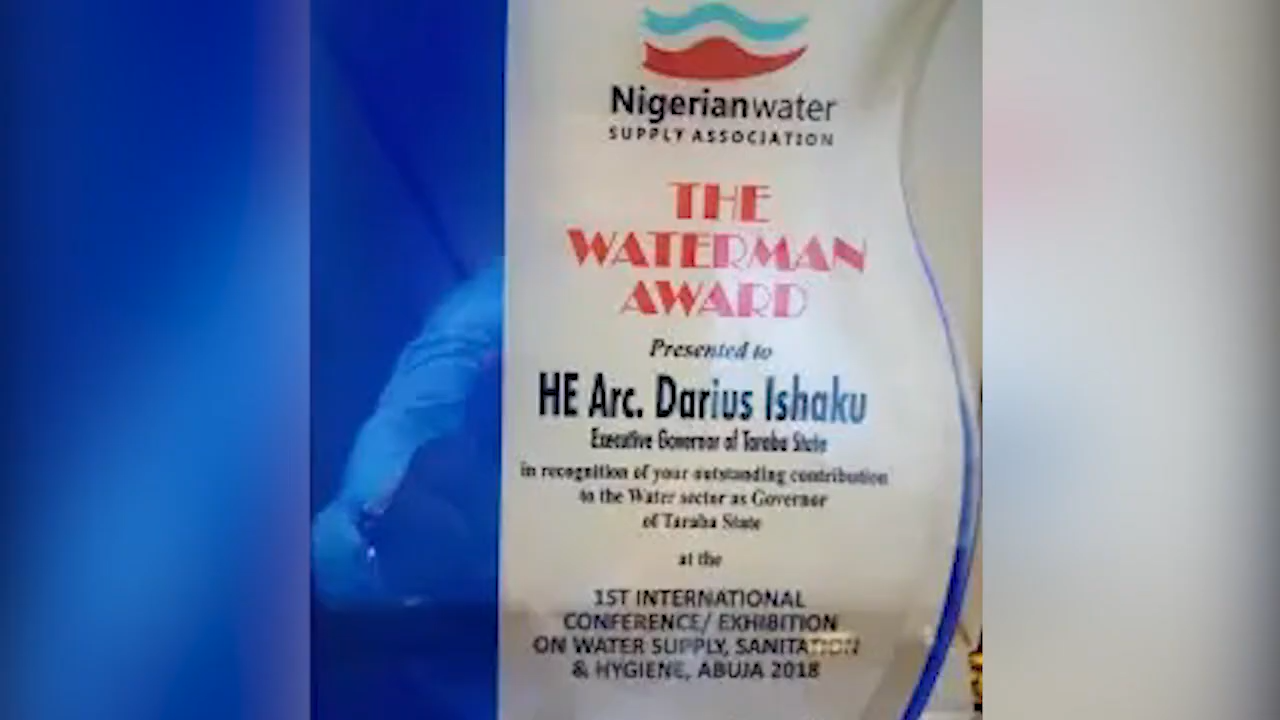 Nigerianwater
SUPPLY ASSOCIATION
THE
WATERMAN
AWARD
Presented to
HE Arc. Darius Ishaku
Executive Governor of Taraba State
in recognition of your outstanding contribution
to the Water sector as Governor
of Taraba State
at the
1ST INTERNATIONAL
CONFERENCE/ EXHIBITION
ON WATER SUPPLY, SANITATION
& HYGIENE, ABUJA 2018